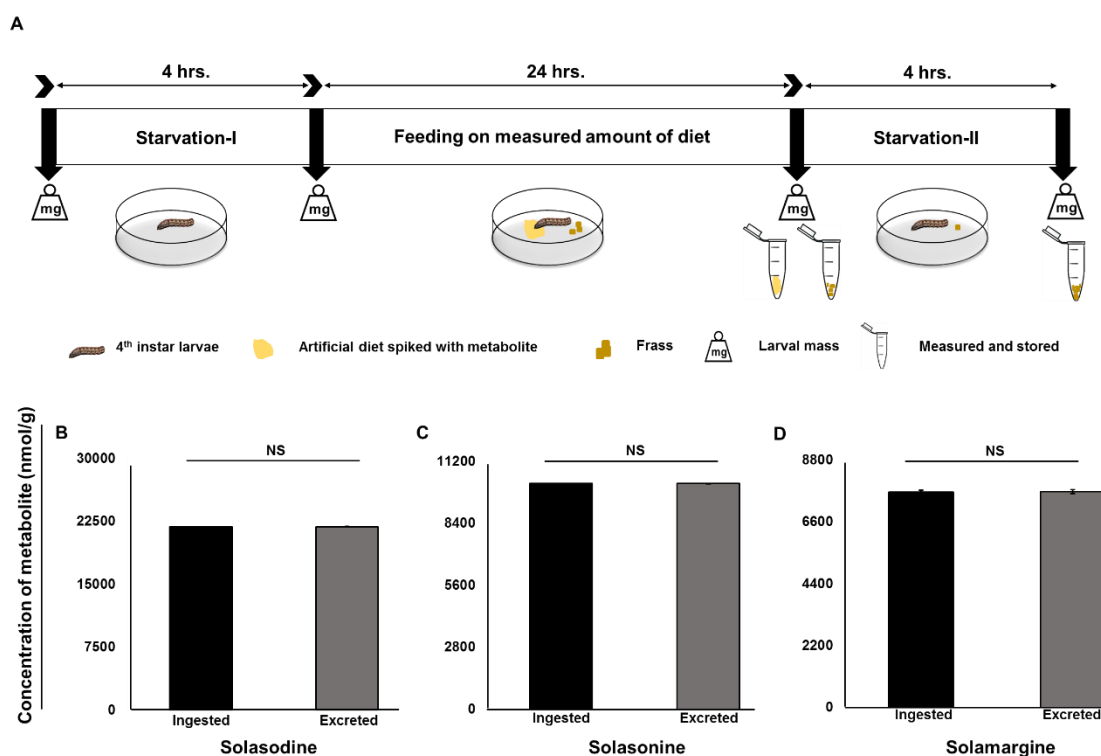 A
4 hrs. 24 hrs. 4 hrs.
Starvation-I Feeding on measured amount of diet Starvation-II
mg mg mg mg
4th instar larvae Artificial diet spiked with metabolite Frass mg Larval mass Measured and stored
Concentration of metabolite (nmol/g)
B
NS
30000
22500
15000
7500
0
Ingested Excreted
Solasodine
C
NS
11200
8400
5600
2800
0
Ingested Excreted
Solasonine
D
NS
8800
6600
4400
2200
0
Ingested Excreted
Solamargine